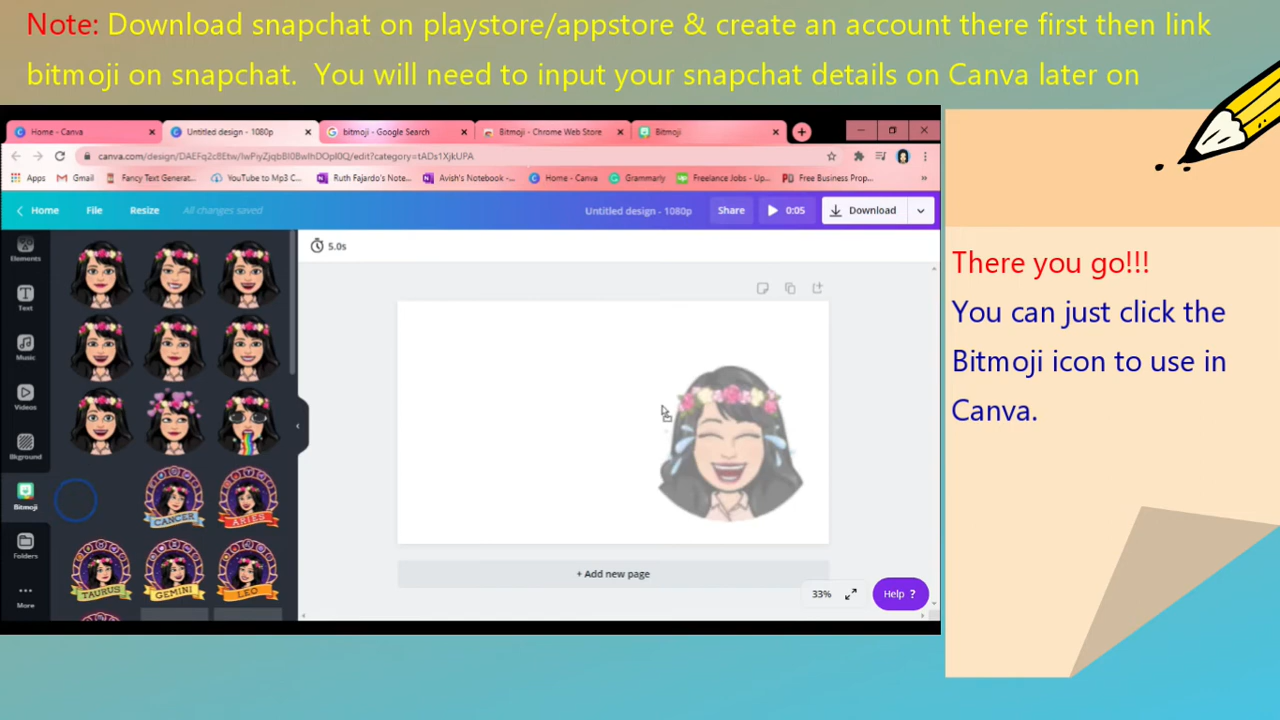 Note: Download snapchat on playstore/appstore & create an account there first then link
bitmoji on snapchat. You will need to input your snapchat details on Canva later on
Home - Canva
Untitled design - 1080p
bitmoji - Google Search
Bitmoji - Chrome Web Store
Bitmoji
Apps
Gmail
Fancy Text Generat...
YouTube to Mp3 C...
Ruth Fajardo's Note...
Avish's Notebook -...
Home - Canva
Grammarly
Freelance Jobs - Up...
Free Business Prop...
»
Home
File
Resize
All changes saved
Untitled design - 1080p
Share
0:05
Download
5.0s
Elements
Text
Music
Videos
Bkground
Bitmoji
Folders
More
CANCER
ARIES
TAURUS
GEMINI
LEO
+ Add new page
33%
Help ?
There you go!!!
You can just click the
Bitmoji icon to use in
Canva.